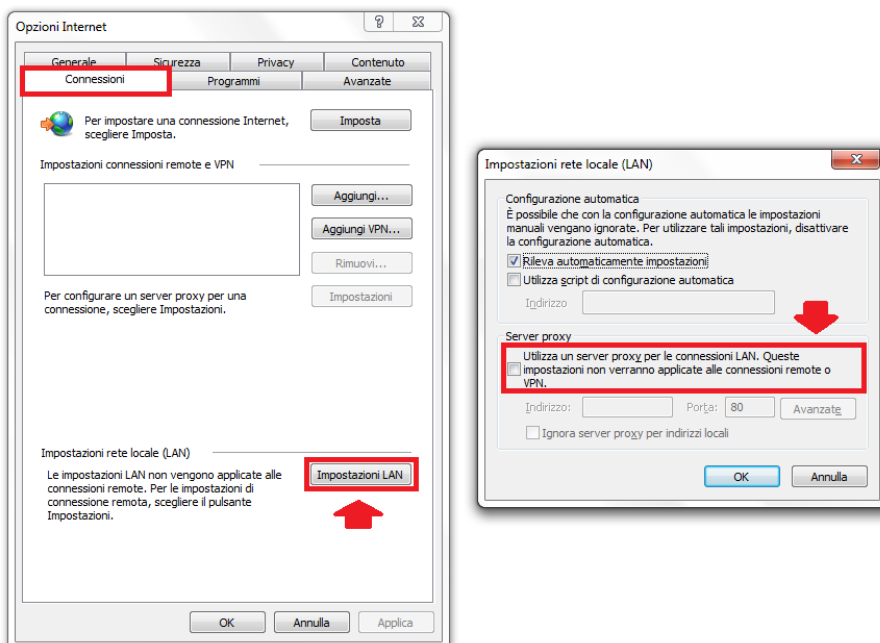 Opzioni Internet
Generale
Sicurezza
Privacy
Contenuto
Connessioni
Programmi
Avanzate
Per impostare una connessione Internet,
scegliere Imposta.
Imposta
Impostazioni connessioni remote e VPN
Aggiungi...
Aggiungi VPN...
Rimuovi...
Per configurare un server proxy per una
connessione, scegliere Impostazioni.
Impostazioni
Impostazioni rete locale (LAN)
Le impostazioni LAN non vengono applicate alle
connessioni remote. Per le impostazioni di
connessione remota, scegliere il pulsante
Impostazioni.
Impostazioni LAN
OK
Annulla
Applica
Impostazioni rete locale (LAN)
Configurazione automatica
È possibile che con la configurazione automatica le impostazioni
manuali vengano ignorate. Per utilizzare tali impostazioni, disattivare
la configurazione automatica.
Rileva automaticamente impostazioni
Utilizza script di configurazione automatica
Indirizzo
Server proxy
Utilizza un server proxy per le connessioni LAN. Queste
impostazioni non verranno applicate alle connessioni remote o
VPN.
Indirizzo:
Porta:
80
Avanzate
Ignora server proxy per indirizzi locali
OK
Annulla